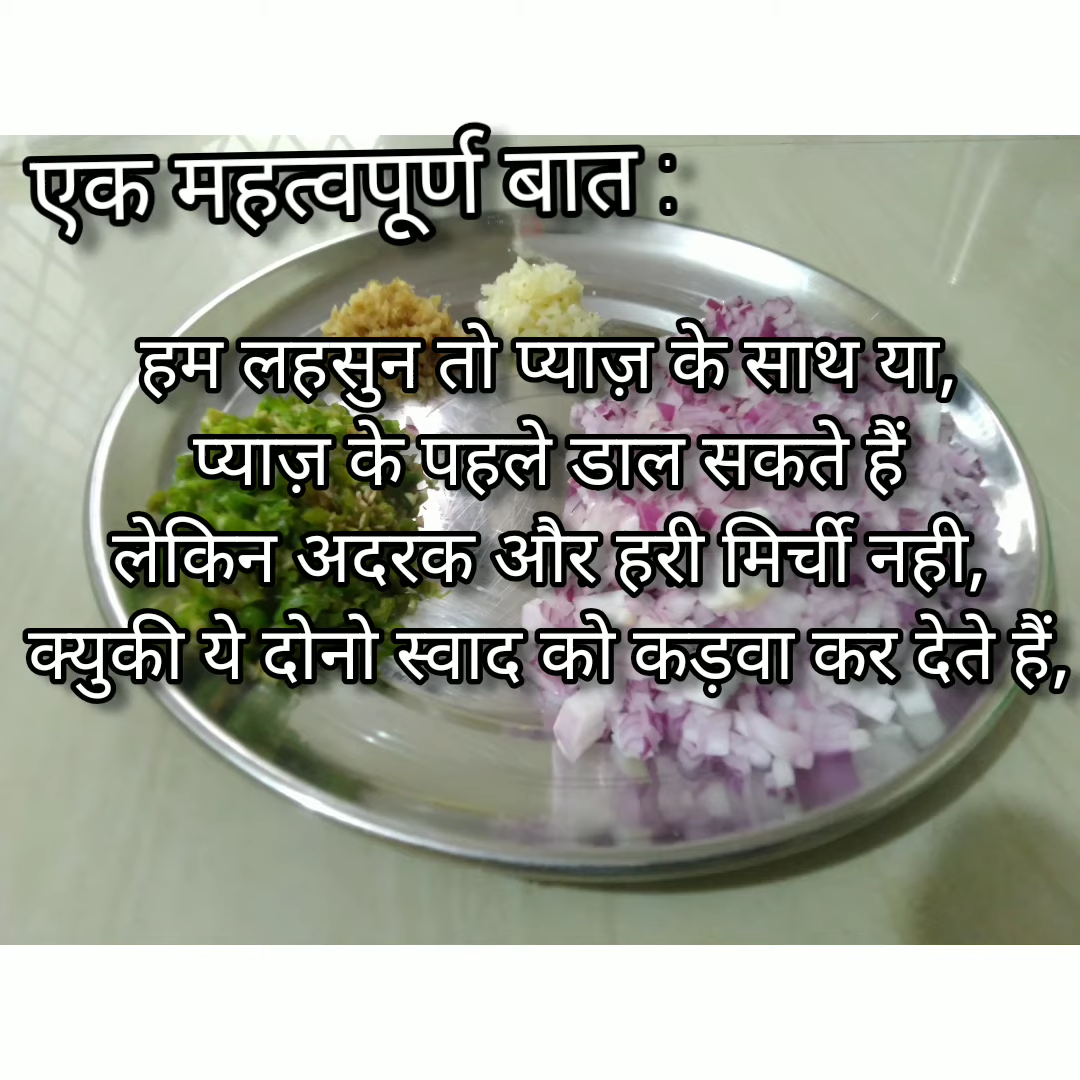 एक महत्वपूर्ण बात :
हम लहसुन तो प्याज़ के साथ या,
प्याज़ के पहले डाल सकते हैं
लेकिन अदरक और हरी मिर्ची नही,
क्युकी ये दोनो स्वाद को कड़वा कर देते हैं,